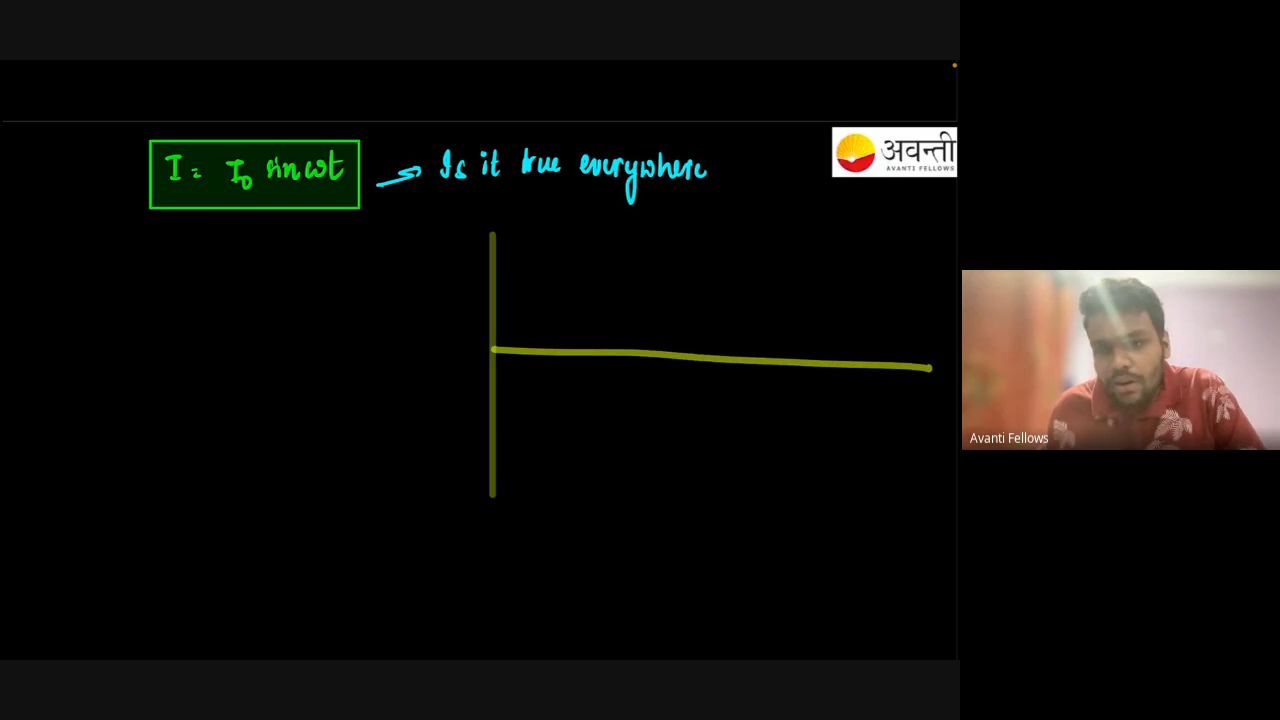 I = I₀ sin ωt
Is it true everywhere
अवन्ती
AVANTI FELLOWS
Avanti Fellows